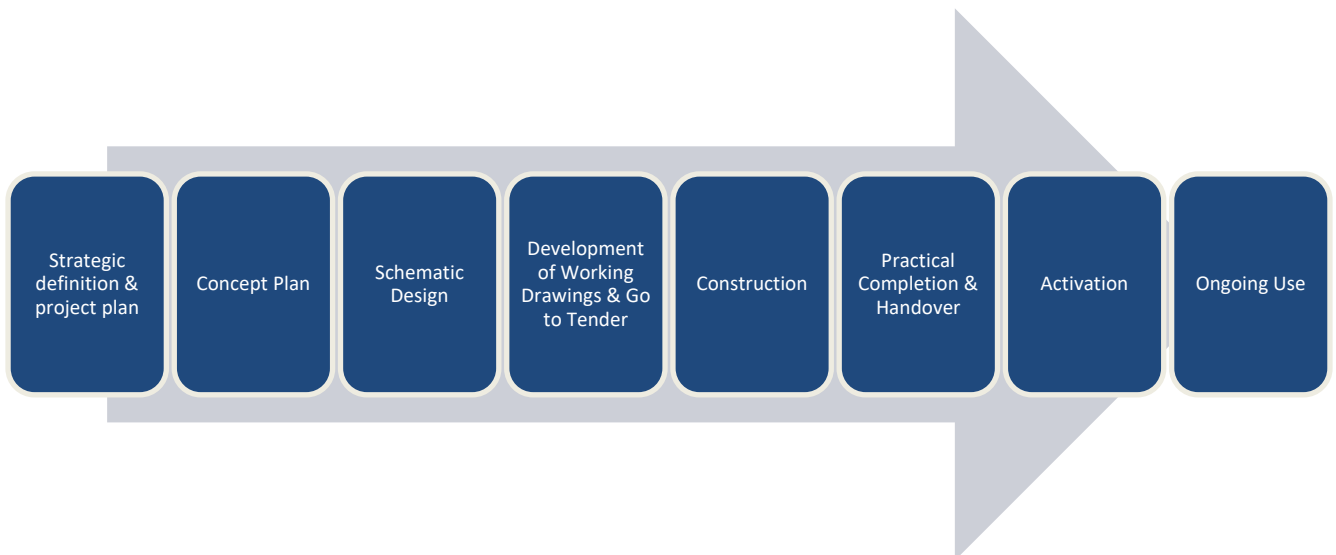 Strategic
definition &
project plan
Concept Plan
Schematic
Design
Development
of Working
Drawings & Go
to Tender
Construction
Practical
Completion &
Handover
Activation
Ongoing Use